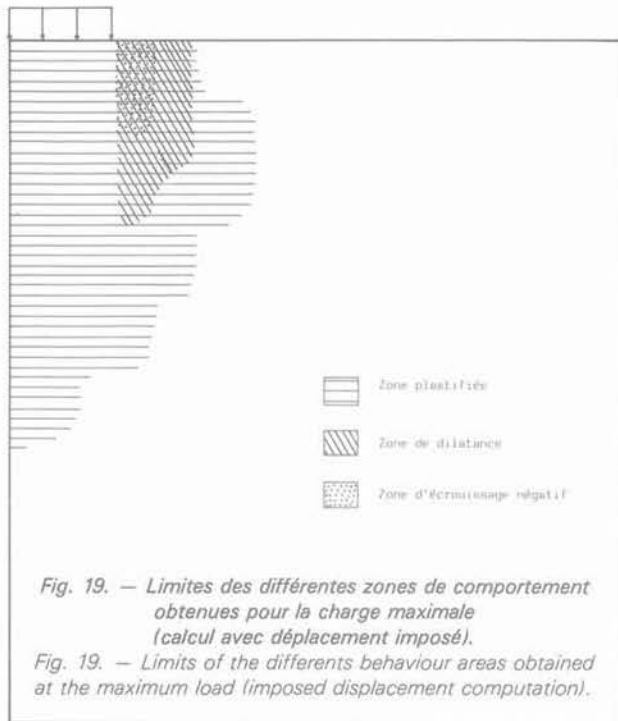 Zone plastifiée
Zone de dilatance
Zone d'écrouissage négatif
Fig. 19. — Limites des différentes zones de comportement
obtenues pour la charge maximale
(calcul avec déplacement imposé).
Fig. 19. — Limits of the differents behaviour areas obtained
at the maximum load (imposed displacement computation).